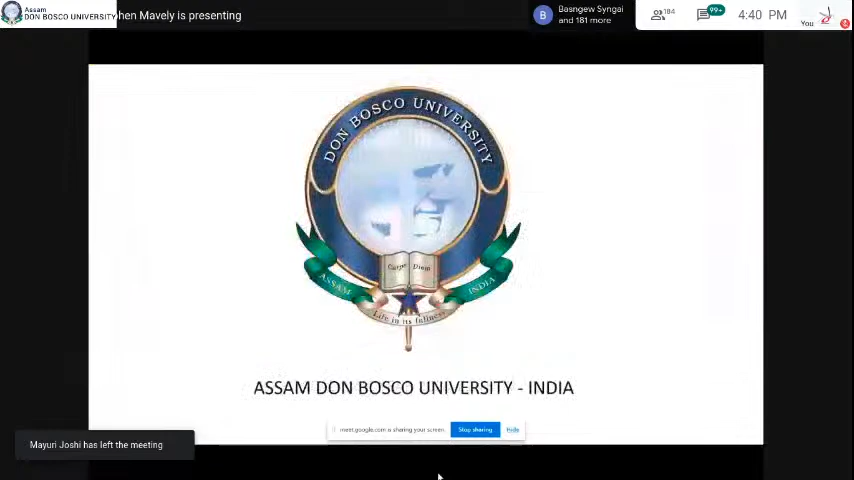 Assam
DON BOSCO UNIVERSITY
hen Mavely is presenting
B
Basngew Syngai
and 181 more
184
99+
4:40 PM
You
DON BOSCO UNIVERSITY
Carpe Diem
ASSAM
INDIA
Life in its fullness
ASSAM DON BOSCO UNIVERSITY - INDIA
meet.google.com is sharing your screen.
Stop sharing
Hide
Mayuri Joshi has left the meeting